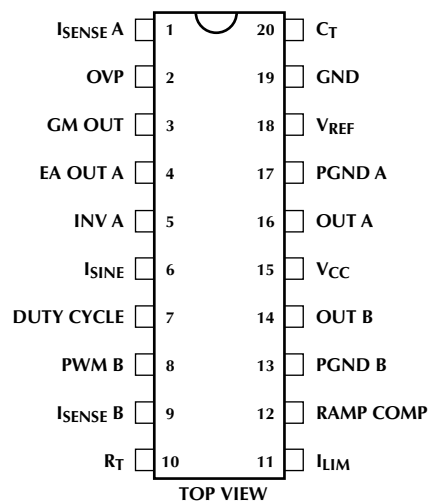 ISENSE A 1 20 CT
OVP 2 19 GND
GM OUT 3 18 VREF
EA OUT A 4 17 PGND A
INV A 5 16 OUT A
ISINE 6 15 VCC
DUTY CYCLE 7 14 OUT B
PWM B 8 13 PGND B
ISENSE B 9 12 RAMP COMP
RT 10 11 ILIM
TOP VIEW